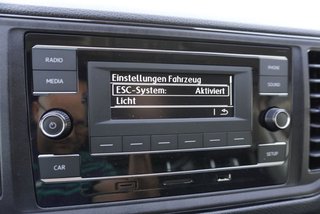 RADIO
MEDIA
CAR
Einstellungen Fahrzeug
ESC-System: Aktiviert
Licht
PHONE
SOUND
SETUP